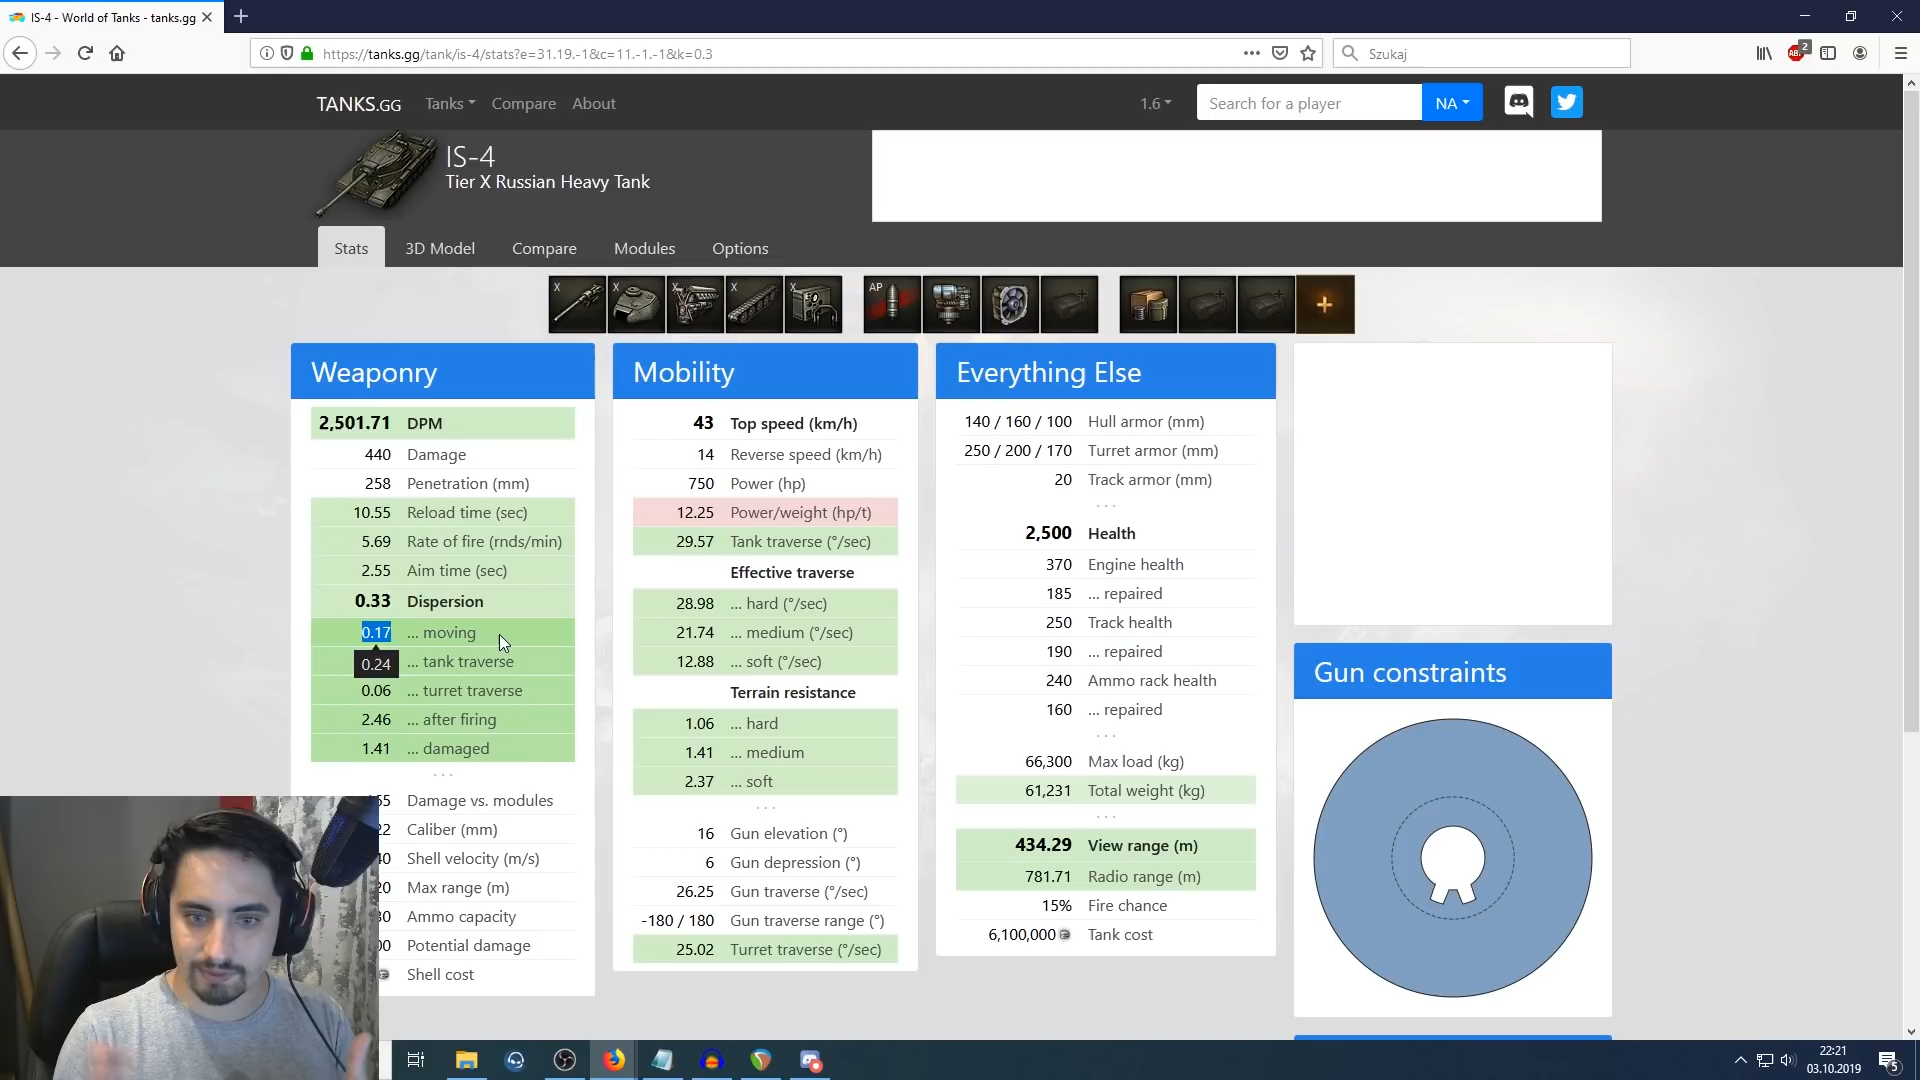 IS-4 - World of Tanks - tanks.gg
https://tanks.gg/tank/is-4/stats?e=31.19.-1&c=11.-1.-1&k=0.3
Szukaj
2
TANKS.GG
Tanks
Compare
About
1.6
Search for a player
NA
IS-4
Tier X Russian Heavy Tank
Stats
3D Model
Compare
Modules
Options
X
X
X
X
X
AP
Weaponry
2,501.71 DPM
440 Damage
258 Penetration (mm)
10.55 Reload time (sec)
5.69 Rate of fire (rnds/min)
2.55 Aim time (sec)
0.33 Dispersion
0.17 ... moving
0.24 ... tank traverse
0.06 ... turret traverse
2.46 ... after firing
1.41 ... damaged
...
Damage vs. modules
Caliber (mm)
Shell velocity (m/s)
Max range (m)
Ammo capacity
Potential damage
Shell cost
Mobility
43 Top speed (km/h)
14 Reverse speed (km/h)
750 Power (hp)
12.25 Power/weight (hp/t)
29.57 Tank traverse (°/sec)
Effective traverse
28.98 ... hard (°/sec)
21.74 ... medium (°/sec)
12.88 ... soft (°/sec)
Terrain resistance
1.06 ... hard
1.41 ... medium
2.37 ... soft
...
16 Gun elevation (°)
6 Gun depression (°)
26.25 Gun traverse (°/sec)
-180 / 180 Gun traverse range (°)
25.02 Turret traverse (°/sec)
Everything Else
140 / 160 / 100 Hull armor (mm)
250 / 200 / 170 Turret armor (mm)
20 Track armor (mm)
...
2,500 Health
370 Engine health
185 ... repaired
250 Track health
190 ... repaired
240 Ammo rack health
160 ... repaired
...
66,300 Max load (kg)
61,231 Total weight (kg)
...
434.29 View range (m)
781.71 Radio range (m)
15% Fire chance
6,100,000 Tank cost
Gun constraints
22:21
03.10.2019
5